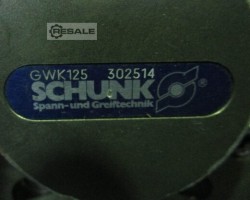 RESALE
GWK125 302514
SCHUNK
Spann- und Greiftechnik